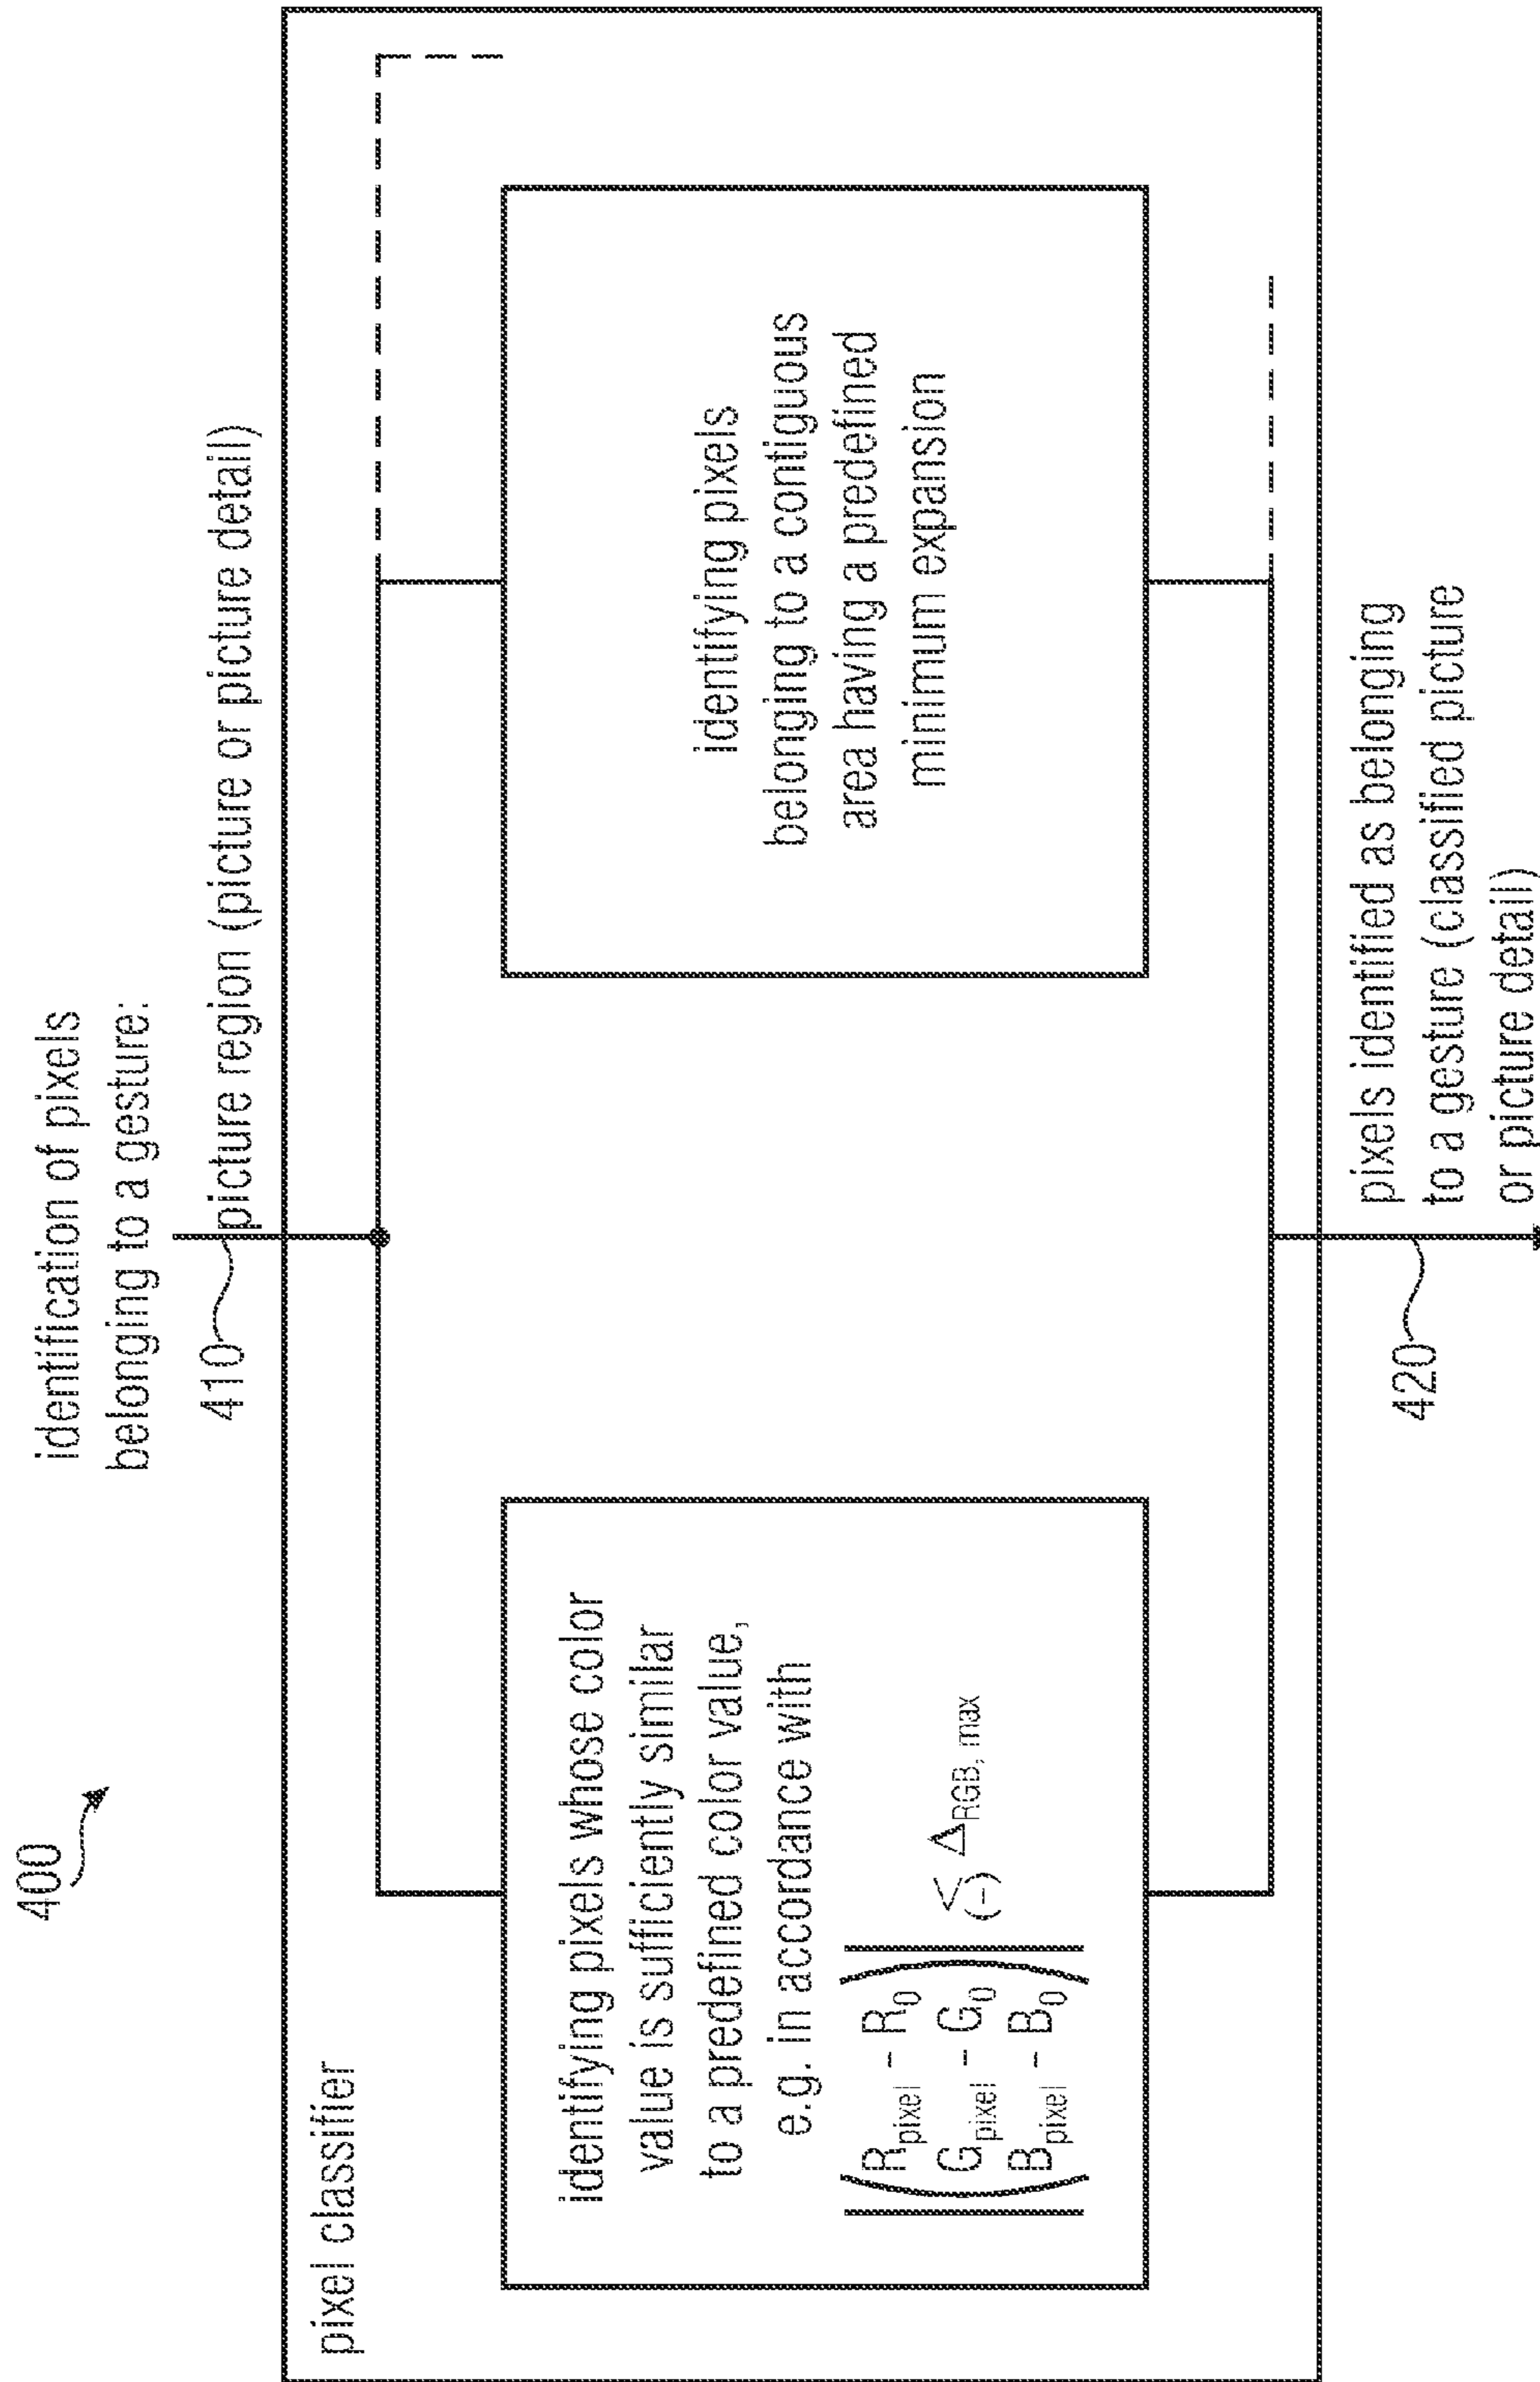 400
identification of pixels
belonging to a gesture:
410
picture region (picture or picture detail)
pixel classifier
identifying pixels whose color
value is sufficiently similar
to a predefined color value,
e.g. in accordance with
|(R_pixel - R_0
G_pixel - G_0
B_pixel - B_0)| < (-) Δ_RGB, max
identifying pixels
belonging to a contiguous
area having a predefined
minimum expansion
420
pixels identified as belonging
to a gesture (classified picture
or picture detail)